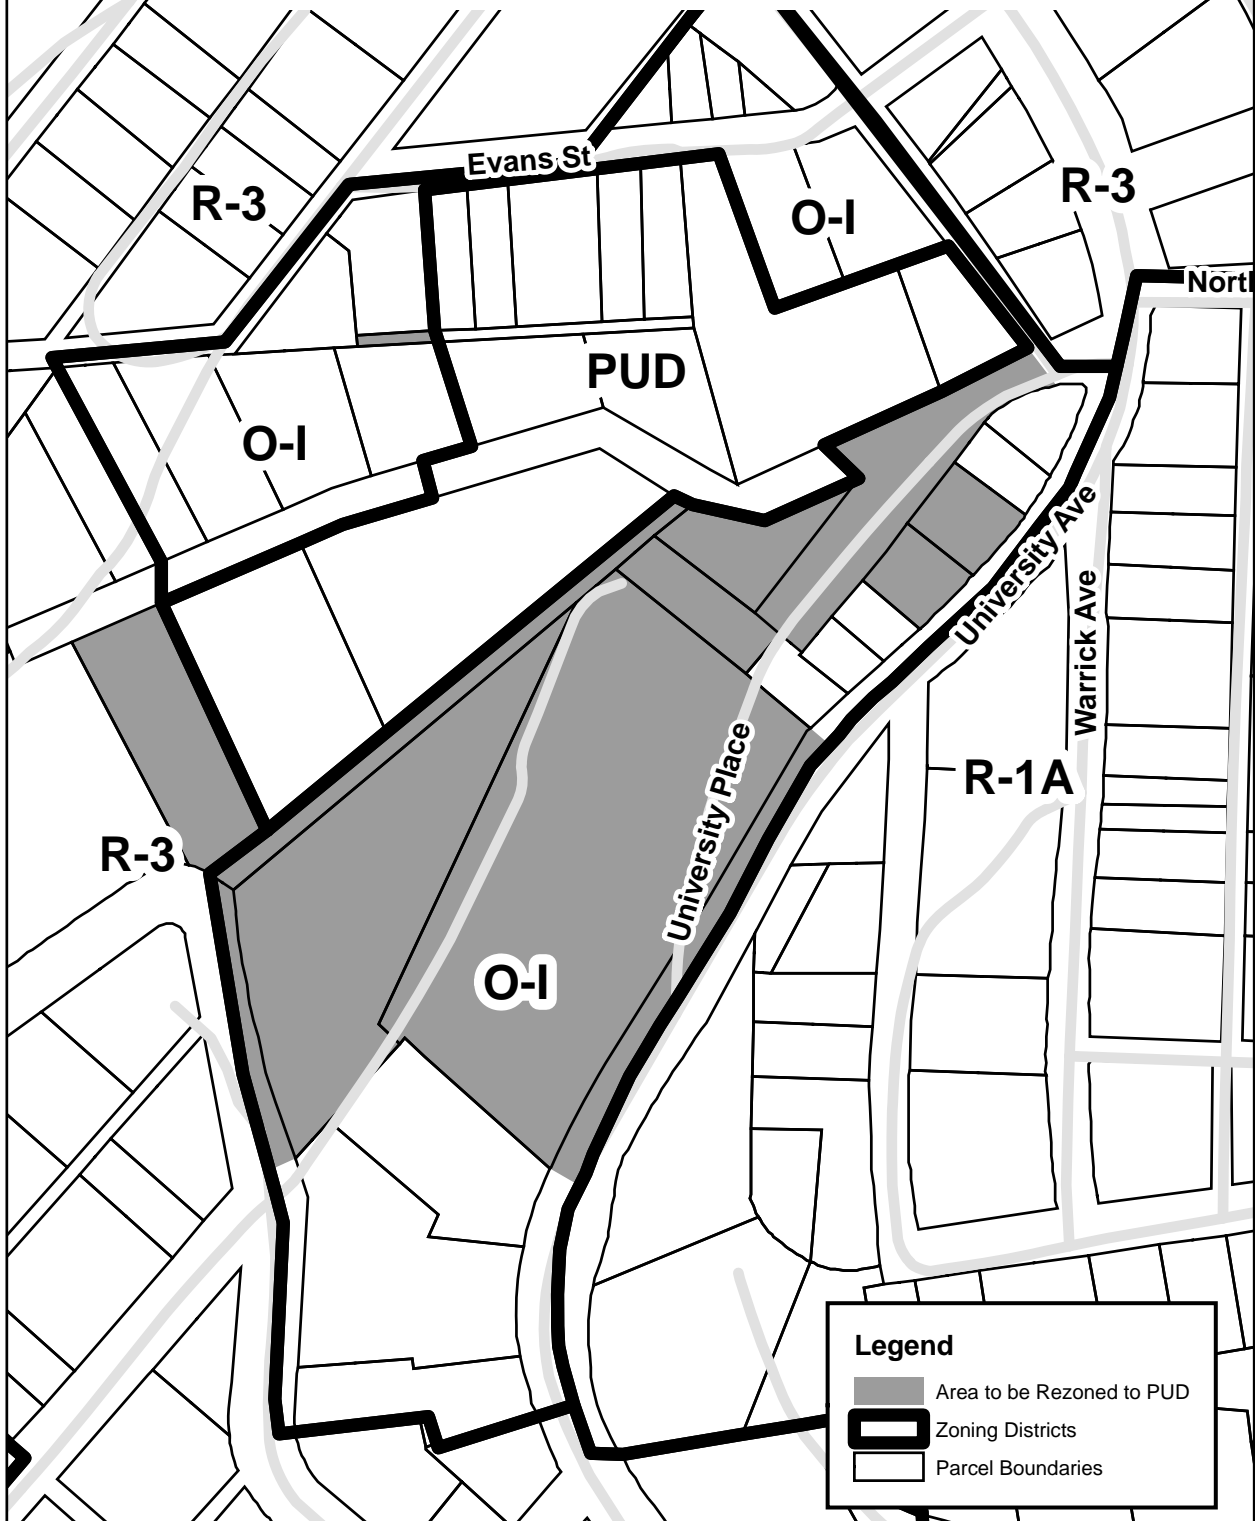 Evans St
R-3
R-3
O-I
North
PUD
O-I
University Ave
Warrick Ave
University Place
R-1A
R-3
O-I
Legend
Area to be Rezoned to PUD
Zoning Districts
Parcel Boundaries